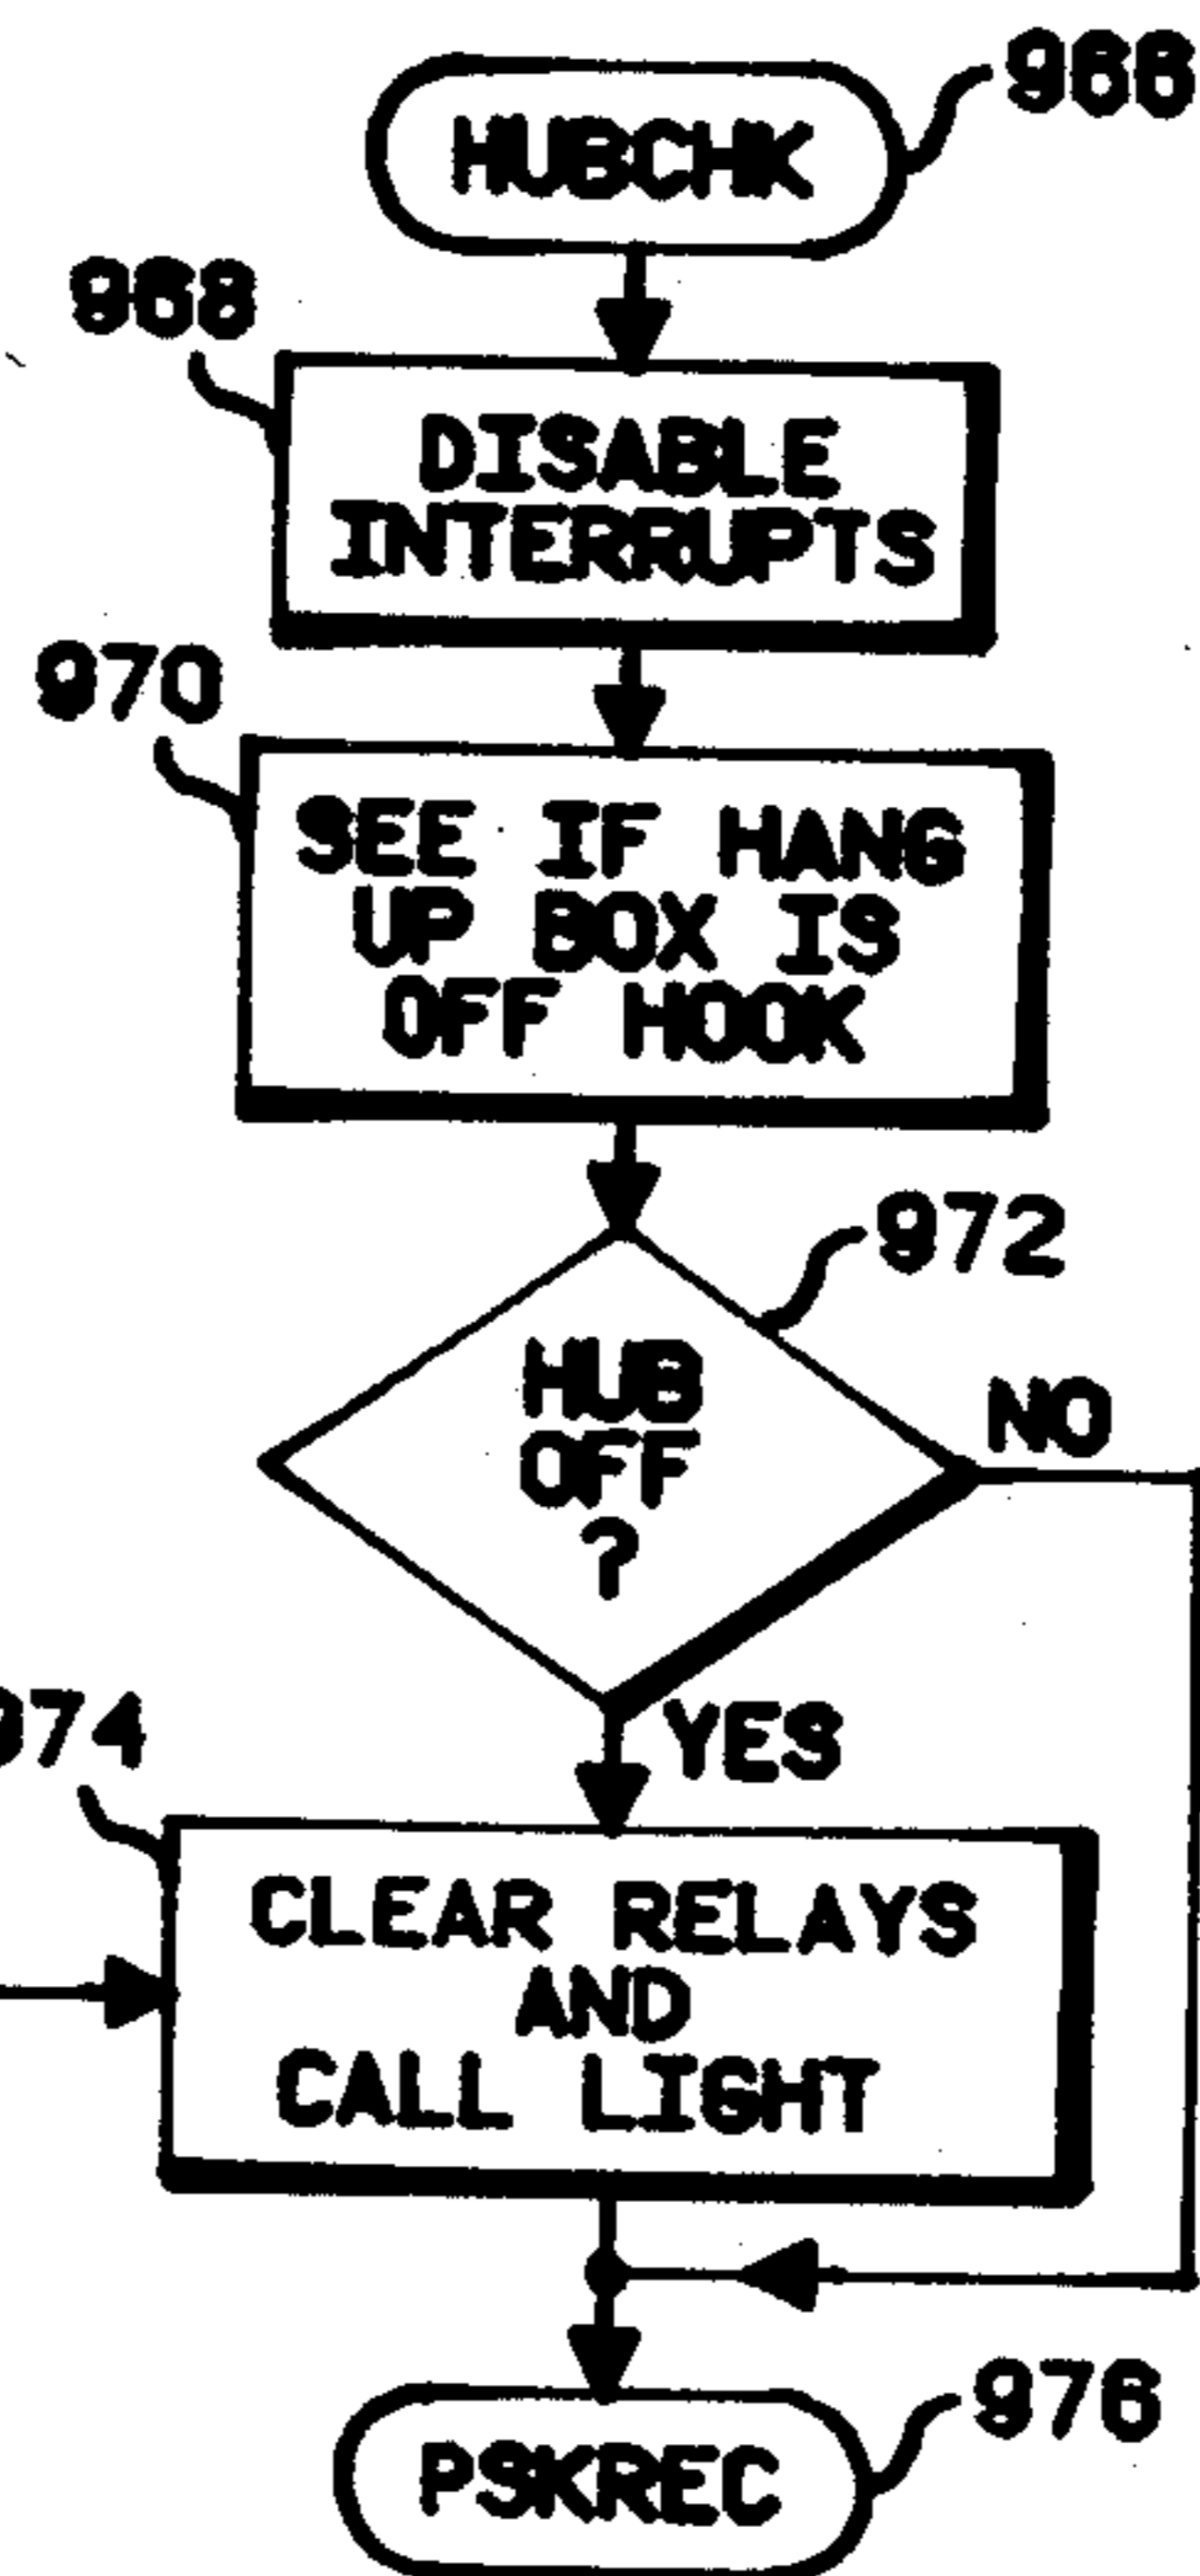 HUBCHK
966
968
DISABLE
INTERRUPTS
970
SEE IF HANG
UP BOX IS
OFF HOOK
972
HUB
OFF
?
NO
YES
974
CLEAR RELAYS
AND
CALL LIGHT
PSKREC
976